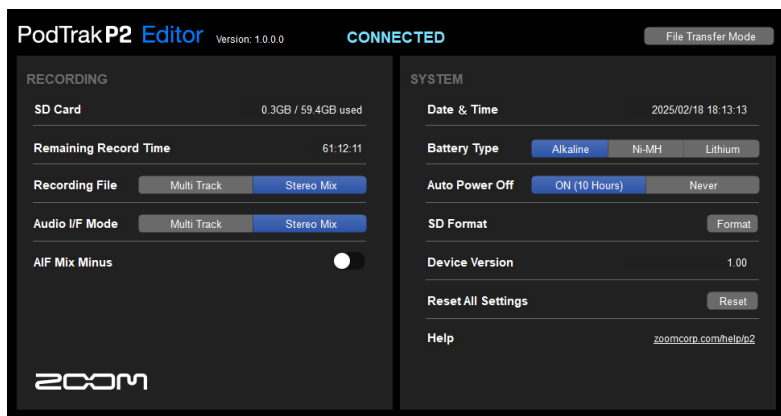 PodTrak P2 Editor Version: 1.0.0.0 CONNECTED File Transfer Mode
RECORDING
SD Card 0.3GB / 59.4GB used
Remaining Record Time 61:12:11
Recording File Multi Track Stereo Mix
Audio I/F Mode Multi Track Stereo Mix
AIF Mix Minus
ZOOM
SYSTEM
Date & Time 2025/02/18 18:13:13
Battery Type Alkaline Ni-MH Lithium
Auto Power Off ON (10 Hours) Never
SD Format Format
Device Version 1.00
Reset All Settings Reset
Help zoomcorp.com/help/p2